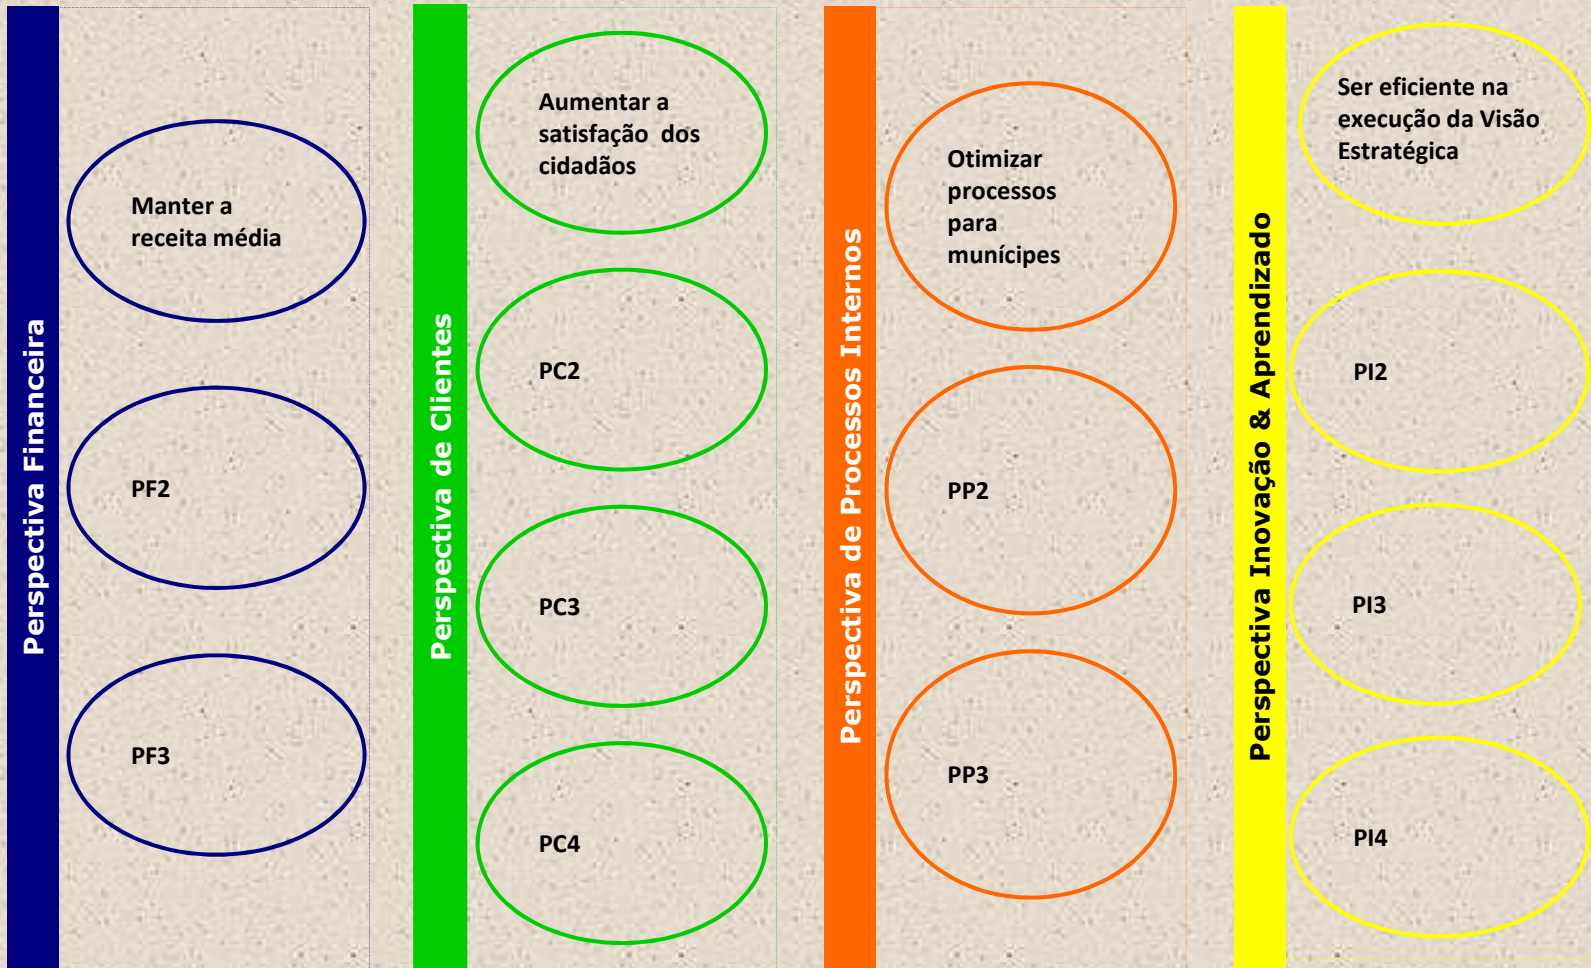 Perspectiva Financeira
Manter a
receita média
PF2
PF3
Perspectiva de Clientes
Aumentar a
satisfação dos
cidadãos
PC2
PC3
PC4
Perspectiva de Processos Internos
Otimizar
processos
para
munícipes
PP2
PP3
Perspectiva Inovação & Aprendizado
Ser eficiente na
execução da Visão
Estratégica
PI2
PI3
PI4